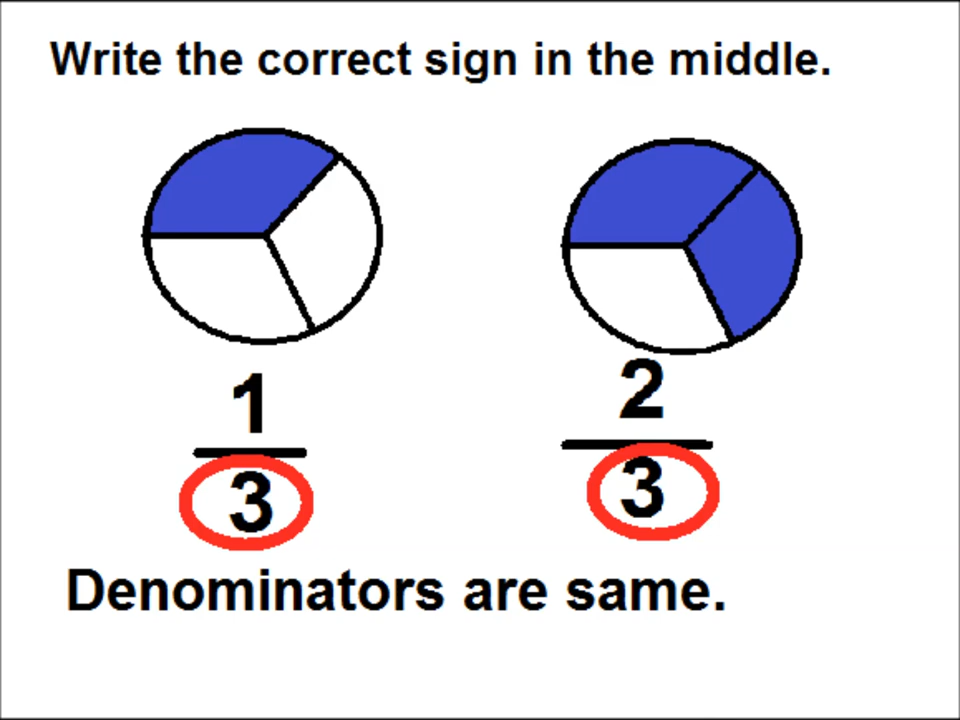 Write the correct sign in the middle.
1 2
3 3
Denominators are same.